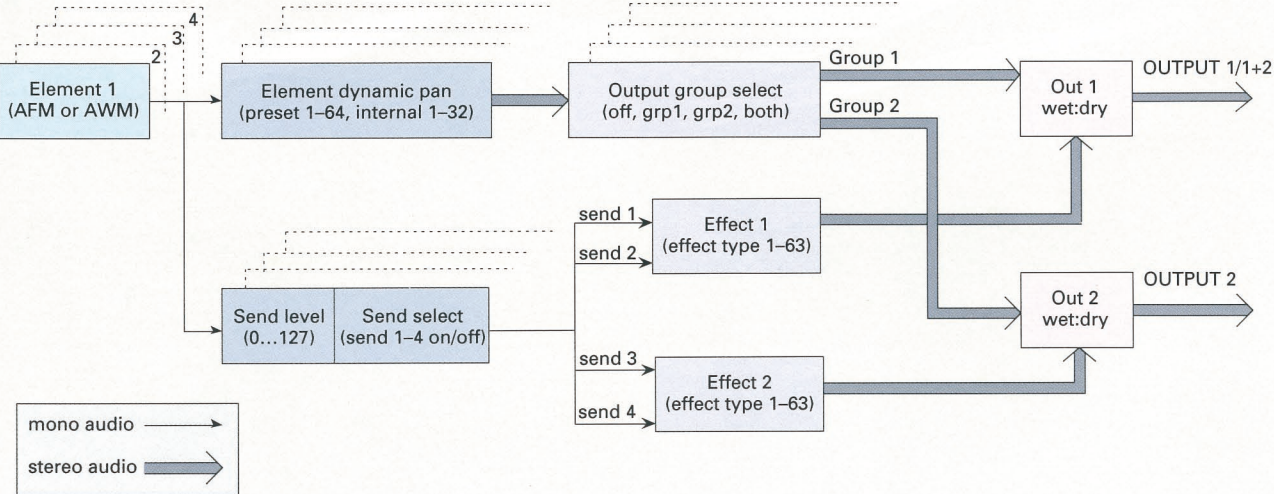 4
3
2
Element 1
(AFM or AWM)
Element dynamic pan
(preset 1–64, internal 1–32)
Output group select
(off, grp1, grp2, both)
Group 1
Group 2
Out 1
wet:dry
OUTPUT 1/1+2
send 1
send 2
Effect 1
(effect type 1–63)
Send level
(0...127)
Send select
(send 1–4 on/off)
send 3
send 4
Effect 2
(effect type 1–63)
Out 2
wet:dry
OUTPUT 2
mono audio
stereo audio